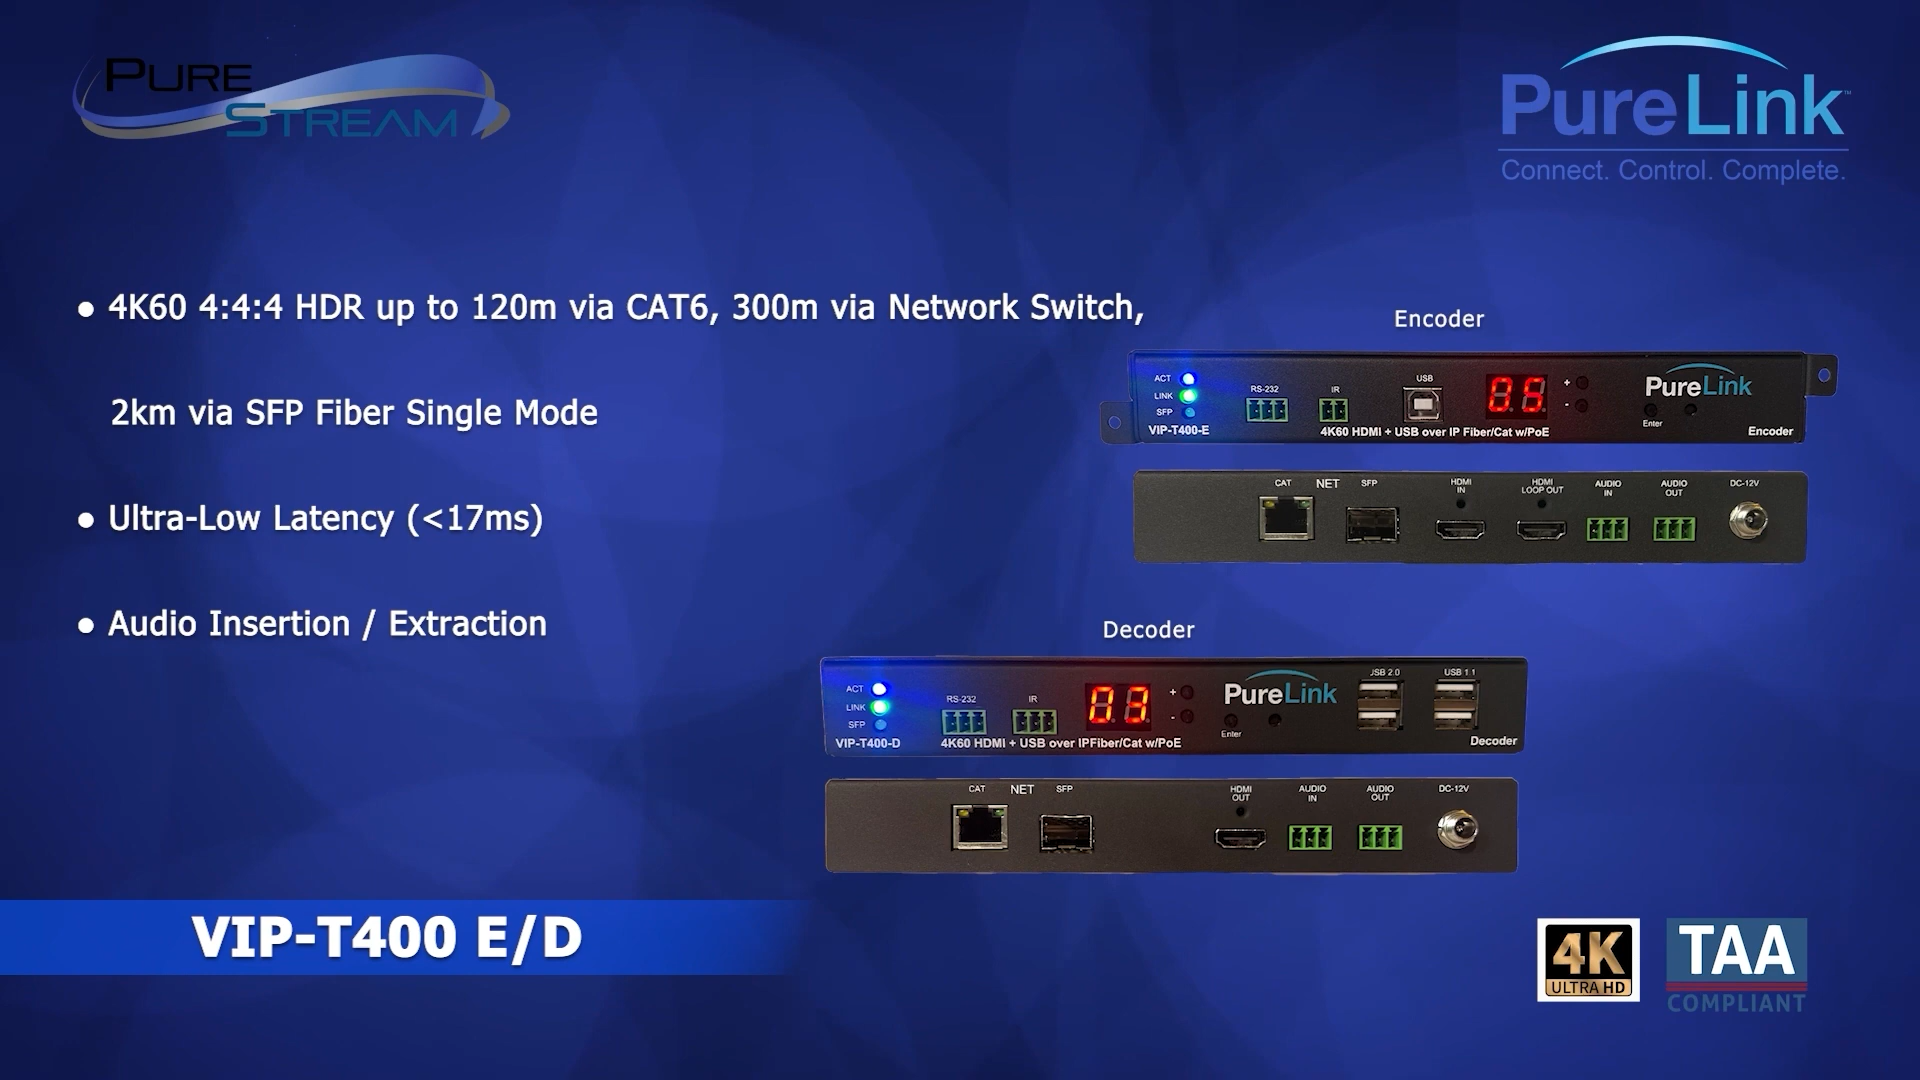 PURE
STREAM
PureLink™
Connect. Control. Complete.
● 4K60 4:4:4 HDR up to 120m via CAT6, 300m via Network Switch,
2km via SFP Fiber Single Mode
● Ultra-Low Latency (<17ms)
● Audio Insertion / Extraction
Encoder
ACT
LINK
SFP
VIP-T400-E
RS-232
IR
USB
06
+
-
PureLink
Enter
4K60 HDMI + USB over IP Fiber/Cat w/PoE
Encoder
CAT NET SFP
HDMI
IN
HDMI
LOOP OUT
AUDIO
IN
AUDIO
OUT
DC-12V
Decoder
ACT
LINK
SFP
VIP-T400-D
RS-232
IR
03
+
-
PureLink
Enter
JSB 2.0
USB 1.1
4K60 HDMI + USB over IPFiber/Cat w/PoE
Decoder
CAT NET SFP
HDMI
OUT
AUDIO
IN
AUDIO
OUT
DC-12V
VIP-T400 E/D
4K
ULTRA HD
TAA
COMPLIANT